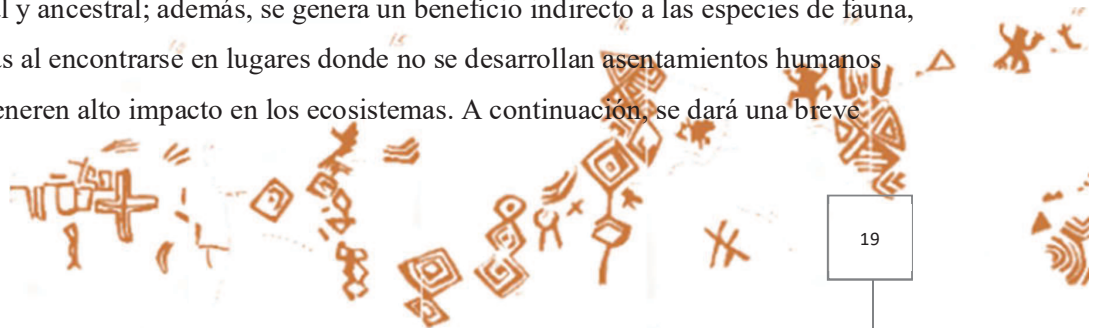 y ancestral; además, se genera un beneficio indirecto a las especies de fauna,
al encontrarse en lugares donde no se desarrollan asentamientos humanos
alto impacto en los ecosistemas. A continuación, se dará una breve
19